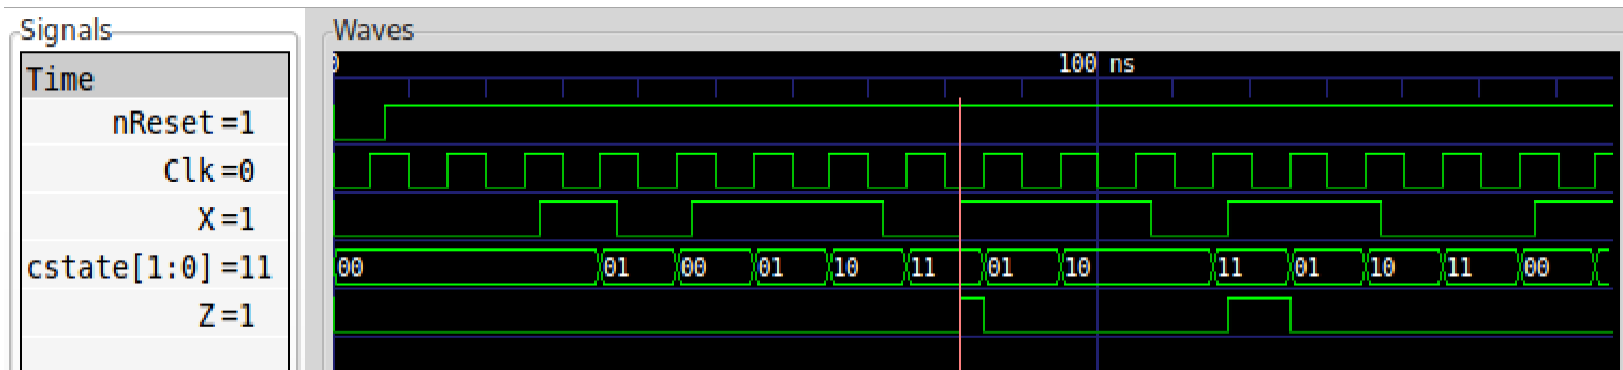 Signals
Waves
Time
0
100 ns
nReset =1
Clk =0
X =1
cstate[1:0] =11
00 01 00 01 10 11 01 10 11 01 10 11 00
Z =1